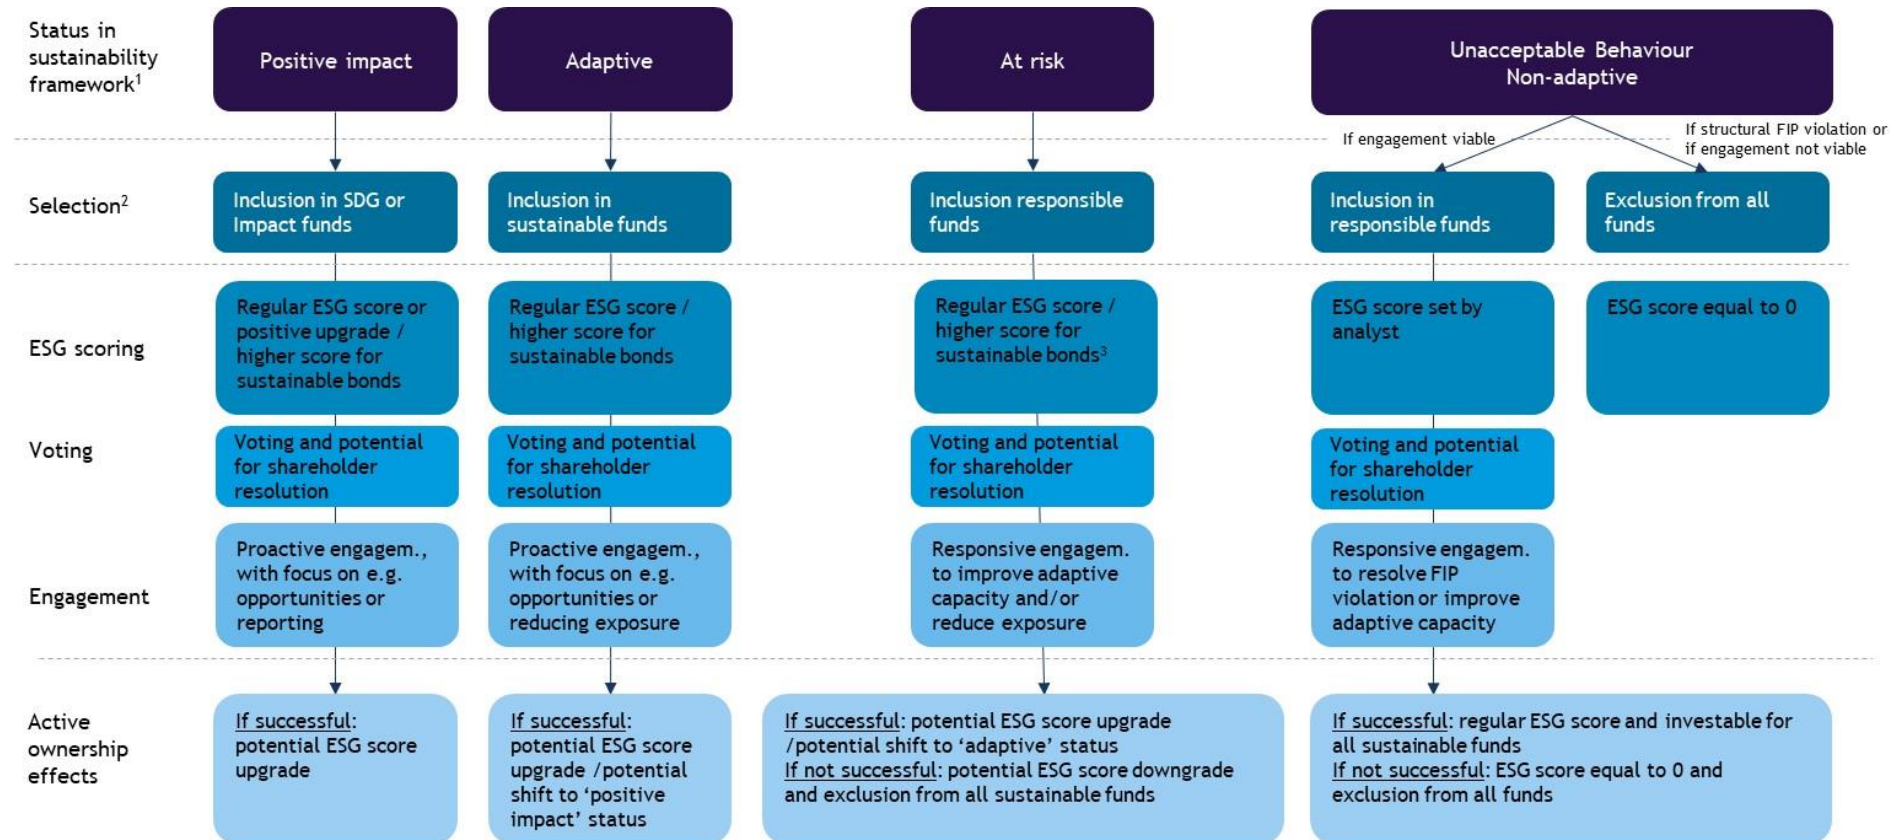 Status in
sustainability
framework1
Positive impact
Adaptive
At risk
Unacceptable Behaviour
Non-adaptive
If engagement viable
If structural FIP violation or
if engagement not viable
Selection2
Inclusion in SDG or
Impact funds
Inclusion in
sustainable funds
Inclusion responsible
funds
Inclusion in
responsible funds
Exclusion from all
funds
ESG scoring
Regular ESG score or
positive upgrade /
higher score for
sustainable bonds
Regular ESG score /
higher score for
sustainable bonds
Regular ESG score /
higher score for
sustainable bonds3
ESG score set by
analyst
ESG score equal to 0
Voting
Voting and potential
for shareholder
resolution
Voting and potential
for shareholder
resolution
Voting and potential
for shareholder
resolution
Voting and potential
for shareholder
resolution
Engagement
Proactive engagem.,
with focus on e.g.
opportunities or
reporting
Proactive engagem.,
with focus on e.g.
opportunities or
reducing exposure
Responsive engagem.
to improve adaptive
capacity and/or
reduce exposure
Responsive engagem.
to resolve FIP
violation or improve
adaptive capacity
Active
ownership
effects
If successful:
potential ESG score
upgrade
If successful:
potential ESG score
upgrade /potential
shift to ‘positive
impact’ status
If successful: potential ESG score upgrade
/potential shift to ‘adaptive’ status
If not successful: potential ESG score downgrade
and exclusion from all sustainable funds
If successful: regular ESG score and investable for
all sustainable funds
If not successful: ESG score equal to 0 and
exclusion from all funds